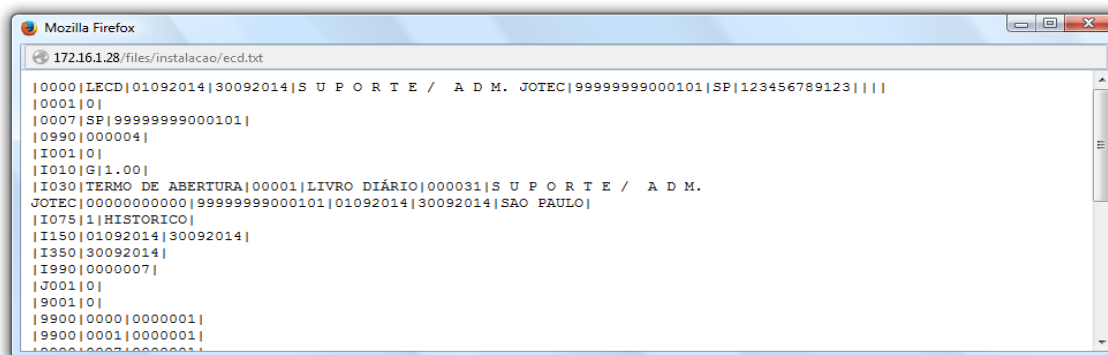 Mozilla Firefox
172.16.1.28/files/instalacao/ecd.txt
|0000|LECD|01092014|30092014|S U P O R T E /  A D M. JOTEC|99999999000101|SP|123456789123||||
|0001|0|
|0007|SP|99999999000101|
|0990|000004|
|I001|0|
|I010|G|1.00|
|I030|TERMO DE ABERTURA|00001|LIVRO DIÁRIO|000031|S U P O R T E /  A D M.
JOTEC|00000000000|99999999000101|01092014|30092014|SAO PAULO|
|I075|1|HISTORICO|
|I150|01092014|30092014|
|I350|30092014|
|I990|0000007|
|J001|0|
|9001|0|
|9900|0000|0000001|
|9900|0001|0000001|
|9900|0007|0000001|